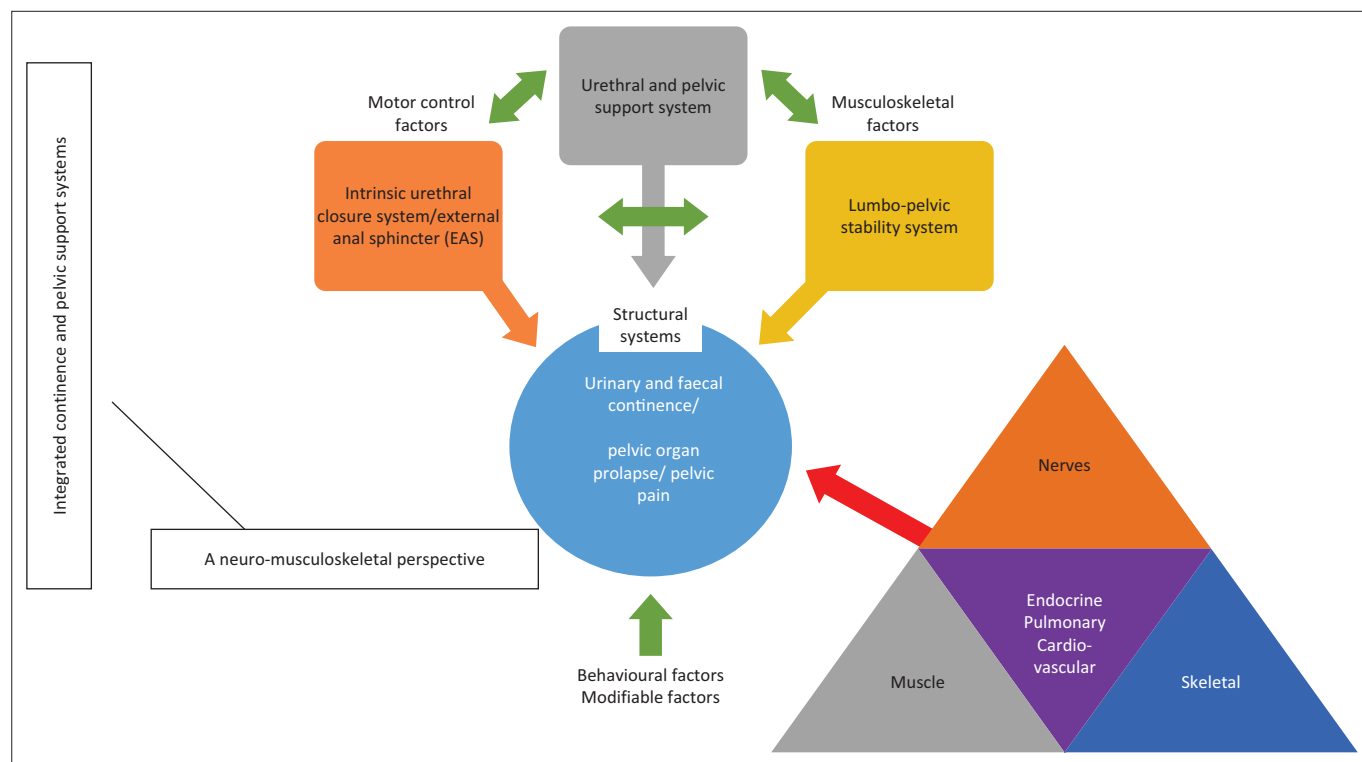 Integrated continence and pelvic support systems
Urethral and pelvic
support system
Motor control
factors
Musculoskeletal
factors
Intrinsic urethral
closure system/external
anal sphincter (EAS)
Lumbo-pelvic
stability system
Structural
systems
Urinary and faecal
continence/
pelvic organ
prolapse/ pelvic
pain
A neuro-musculoskeletal perspective
Behavioural factors
Modifiable factors
Nerves
Endocrine
Pulmonary
Cardio-
vascular
Muscle
Skeletal